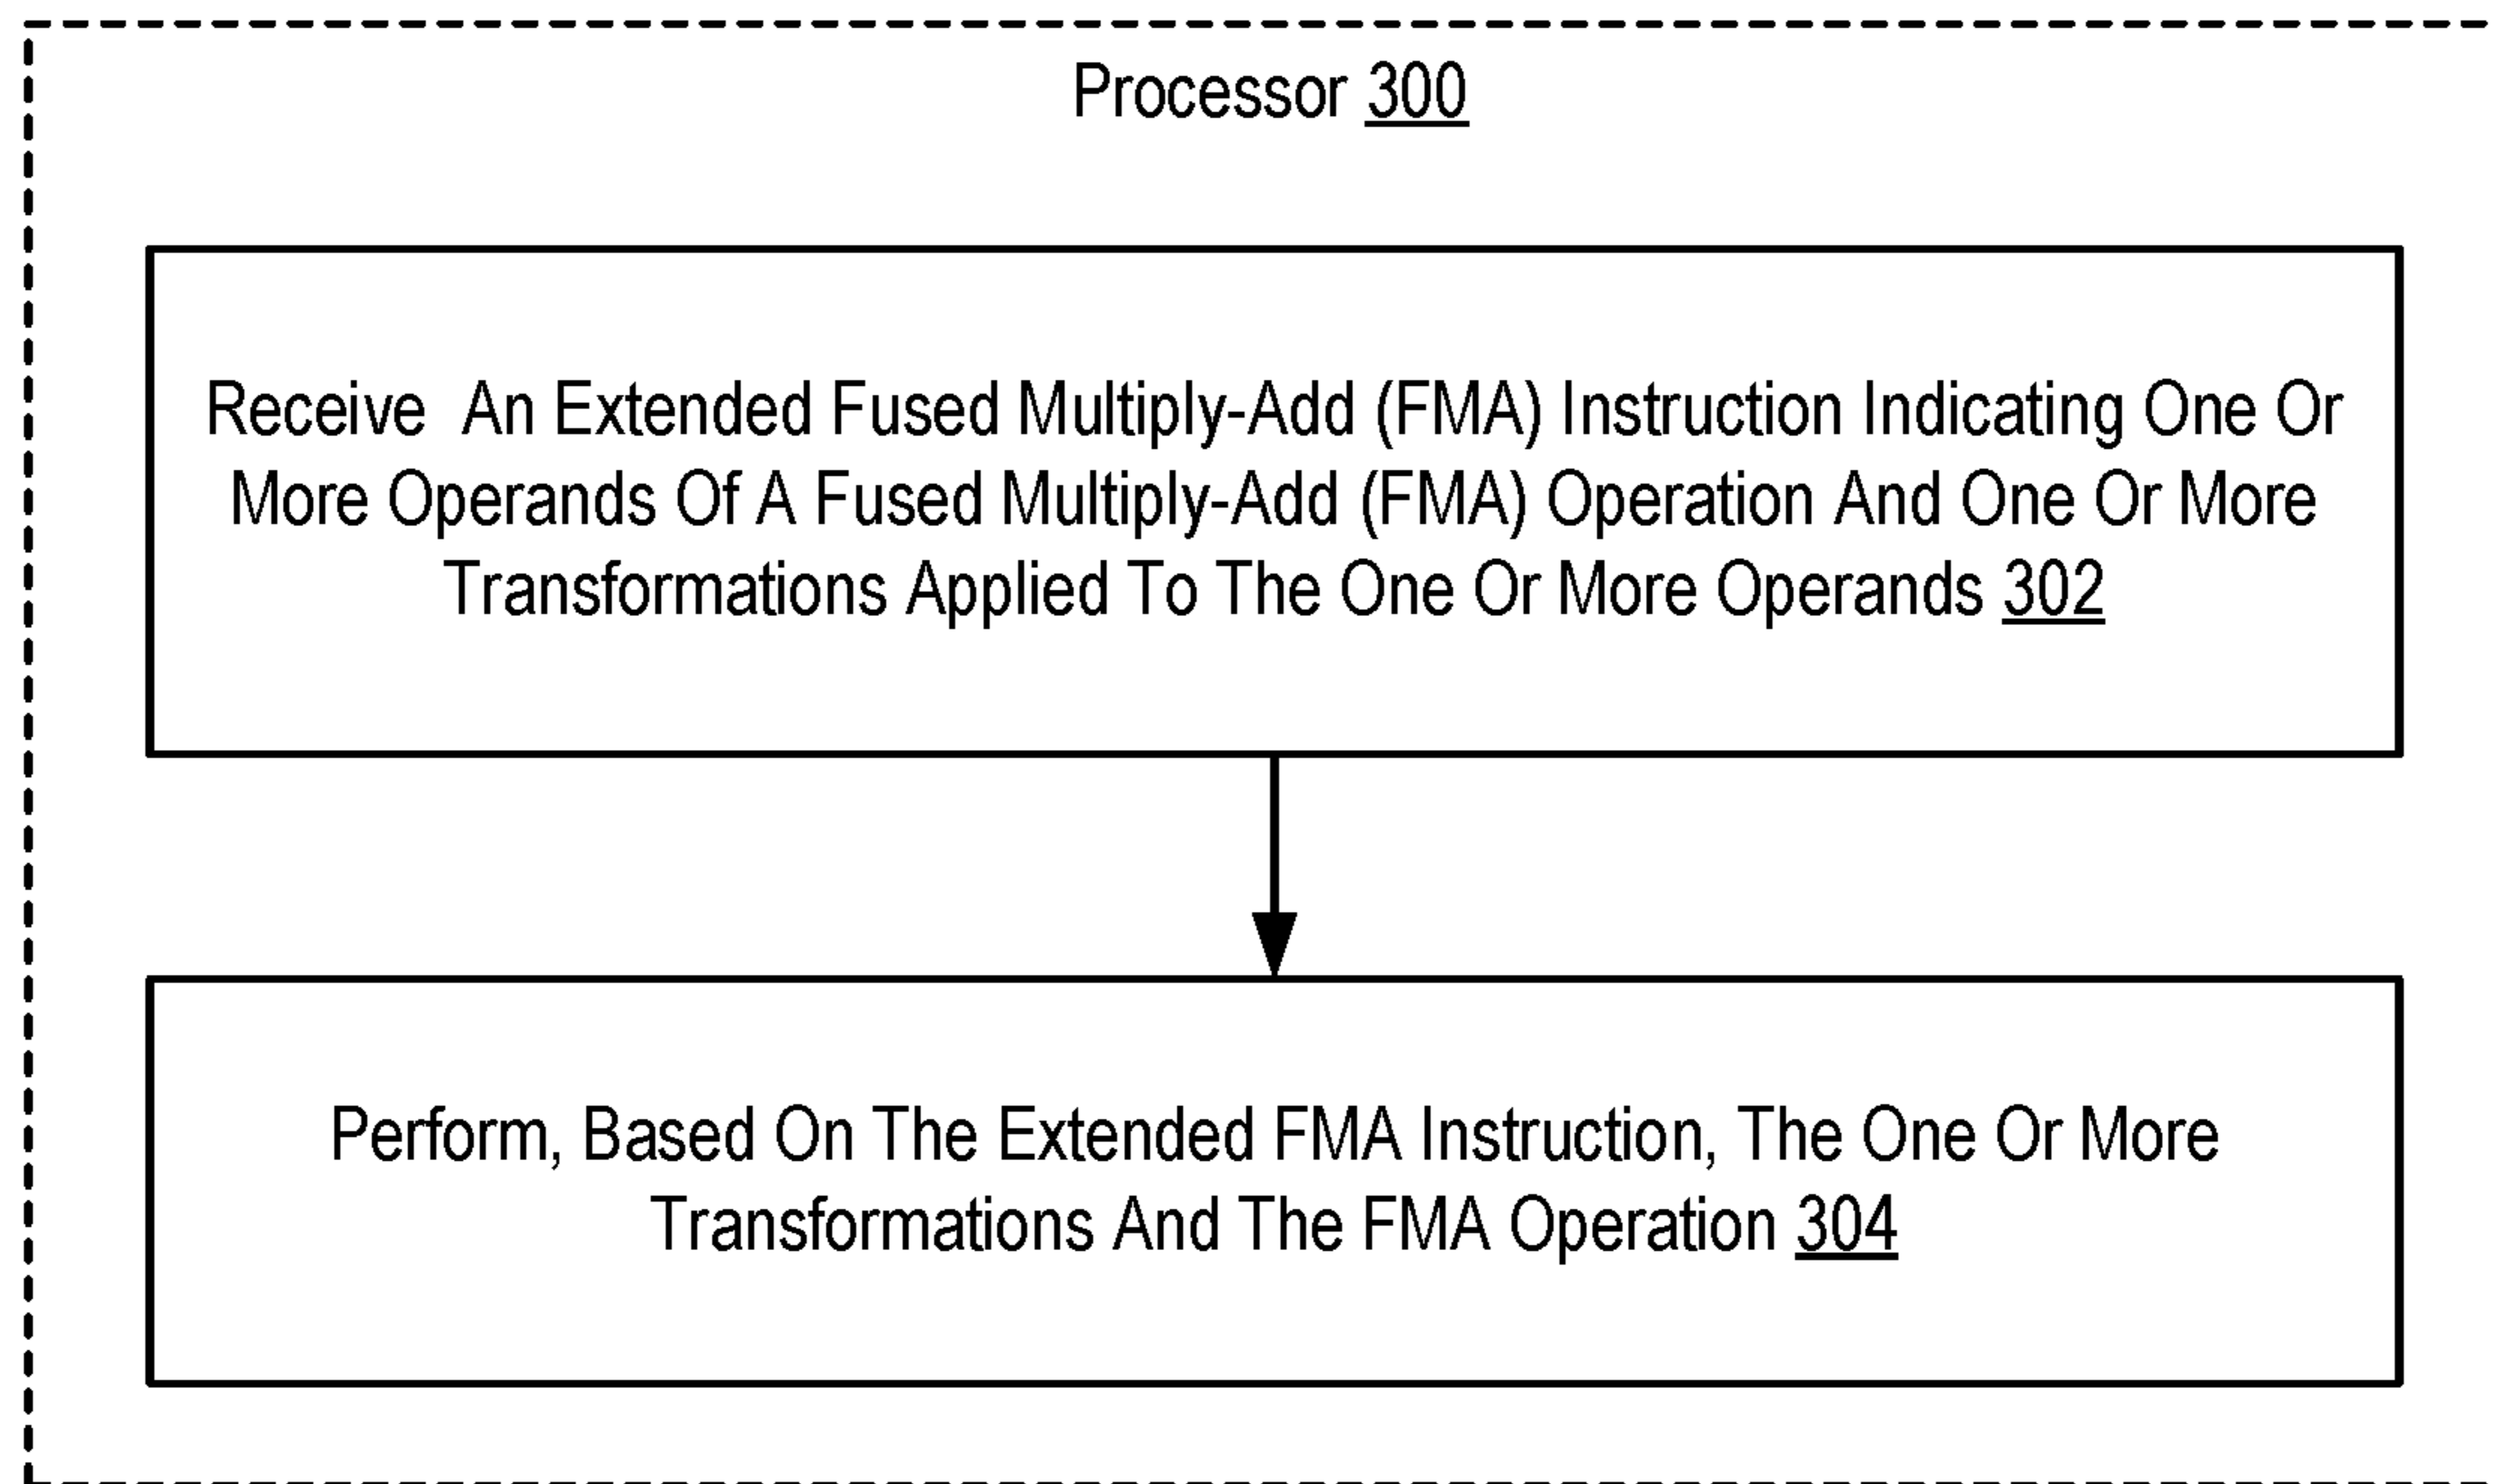 Processor 300
Receive An Extended Fused Multiply-Add (FMA) Instruction Indicating One Or
More Operands Of A Fused Multiply-Add (FMA) Operation And One Or More
Transformations Applied To The One Or More Operands 302
Perform, Based On The Extended FMA Instruction, The One Or More
Transformations And The FMA Operation 304